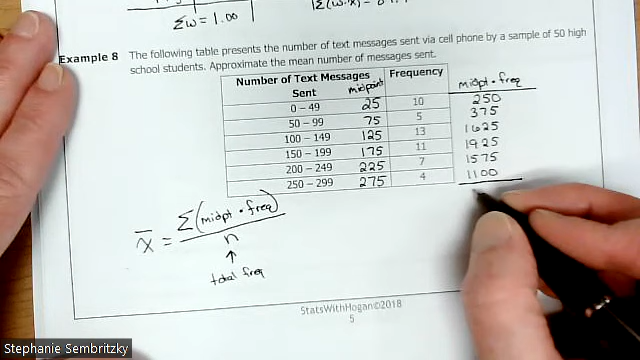 Σw = 1.00
Example 8 The following table presents the number of text messages sent via cell phone by a sample of 50 high
school students. Approximate the mean number of messages sent.
Number of Text Messages Sent midpoints Frequency midpt • freq
0 – 49 25 10 250
50 – 99 75 5 375
100 – 149 125 13 1625
150 – 199 175 11 1925
200 – 249 225 7 1575
250 – 299 275 4 1100
x̄ = Σ(midpt • freq)
n
↑
total freq
StatsWithHogan©2018
5
Stephanie Sembritzky